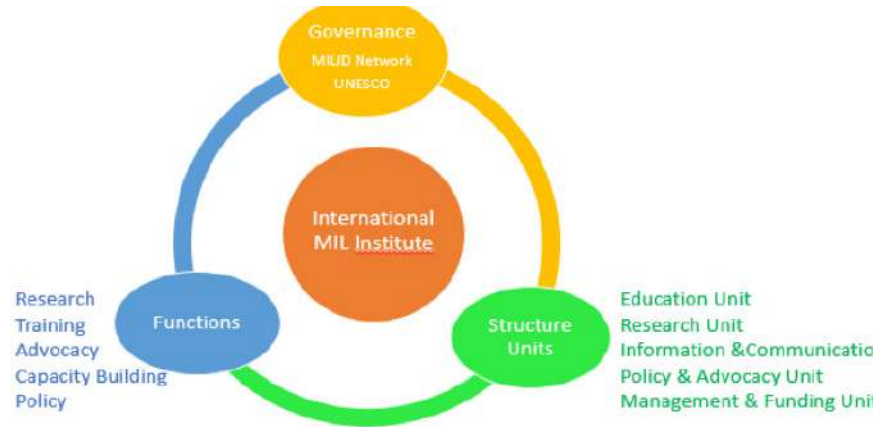 Governance
MILID Network
UNESCO
International
MIL Institute
Functions
Research
Training
Advocacy
Capacity Building
Policy
Structure
Units
Education Unit
Research Unit
Information &Communicatio
Policy & Advocacy Unit
Management & Funding Unit